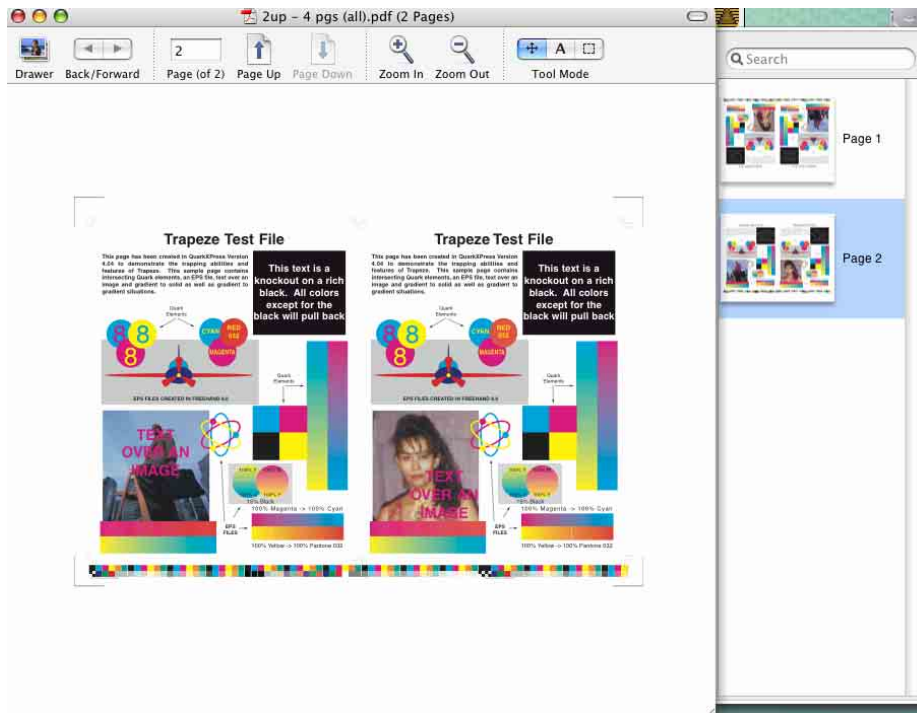 2up - 4 pgs (all).pdf (2 Pages)
2
A
Drawer Back/Forward Page (of 2) Page Up Page Down Zoom In Zoom Out Tool Mode
Search
Page 1
Page 2
Trapeze Test File
This page has been created in QuarkXPress Version
4.04 to demonstrate the trapping abilities and
features of Trapeze. This sample page contains
intersecting Quark elements, an EPS file, text over an
image and gradient to solid as well as gradient to
gradient situations.
This text is a
knockout on a rich
black. All colors
except for the
black will pull back
Quark
Elements
8 8
8
CYAN RED
032
MAGENTA
EPS FILES CREATED IN FREEHAND 8.0
Quark
Elements
TEXT
OVER AN
IMAGE
100% Y
100% Y
10% Black
100% Magenta -> 100% Cyan
EPS
FILES
100% Yellow -> 100% Pantone 032
Trapeze Test File
This page has been created in QuarkXPress Version
4.04 to demonstrate the trapping abilities and
features of Trapeze. This sample page contains
intersecting Quark elements, an EPS file, text over an
image and gradient to solid as well as gradient to
gradient situations.
This text is a
knockout on a rich
black. All colors
except for the
black will pull back
Quark
Elements
8 8
8
CYAN RED
032
MAGENTA
EPS FILES CREATED IN FREEHAND 8.0
Quark
Elements
TEXT
OVER AN
IMAGE
100% Y
100% Y
10% Black
100% Magenta -> 100% Cyan
EPS
FILES
100% Yellow -> 100% Pantone 032